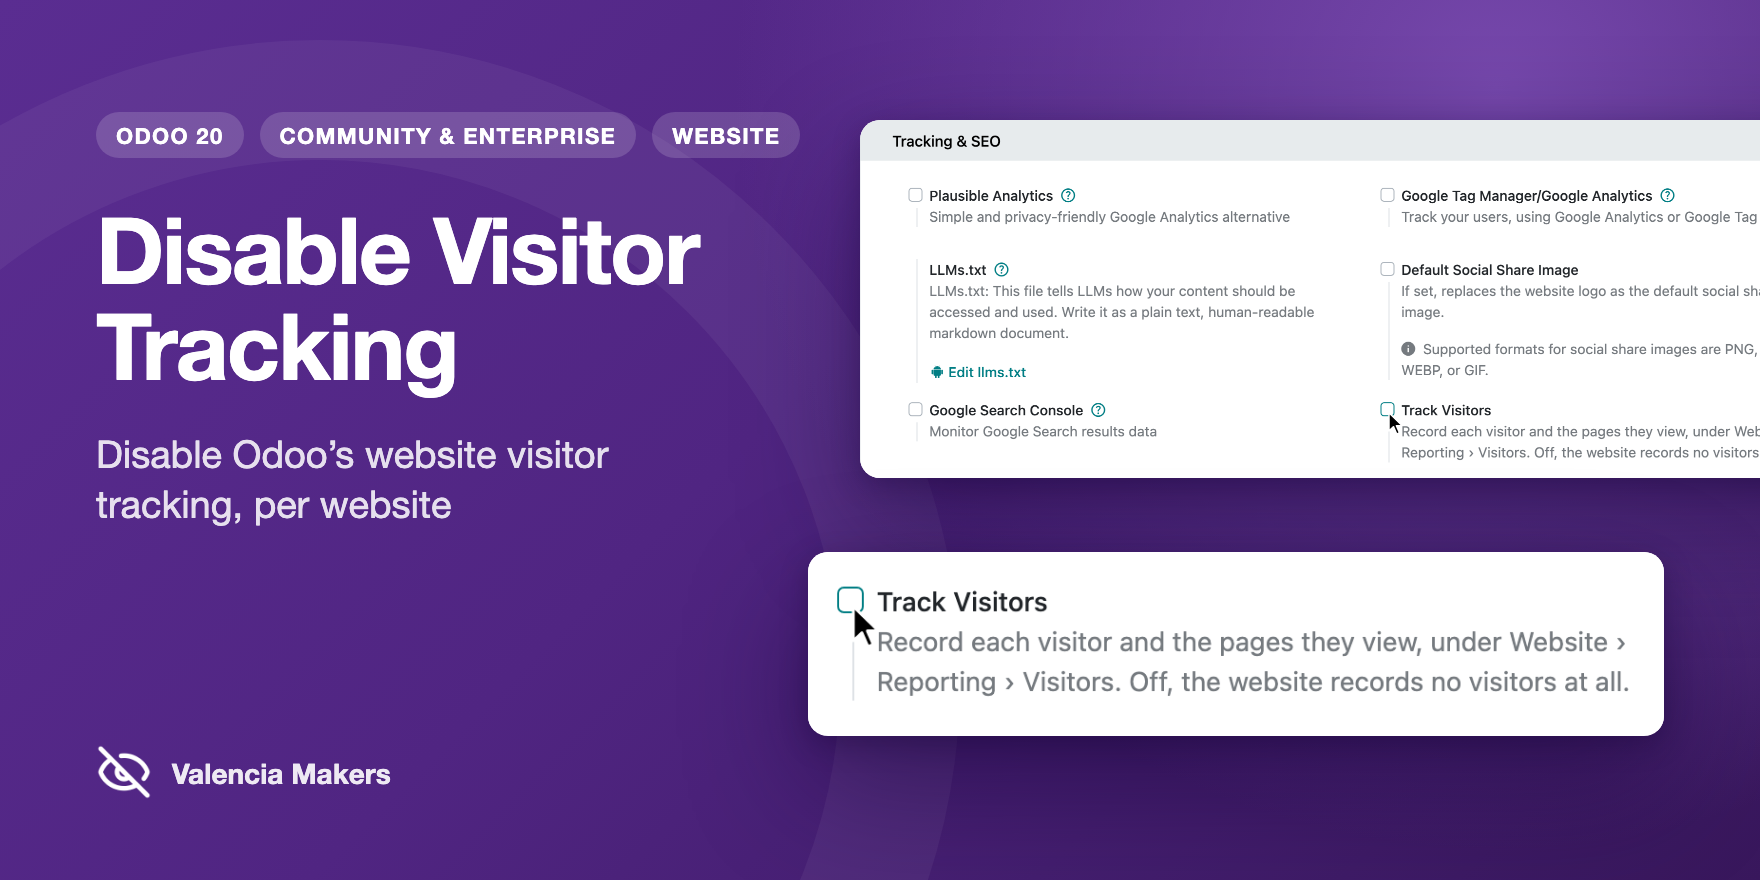 ODOO 20
COMMUNITY & ENTERPRISE
WEBSITE
Disable Visitor
Tracking
Disable Odoo’s website visitor
tracking, per website
Valencia Makers
Tracking & SEO
Plausible Analytics
Simple and privacy-friendly Google Analytics alternative
Google Tag Manager/Google Analytics
Track your users, using Google Analytics or Google Tag
LLMs.txt
LLMs.txt: This file tells LLMs how your content should be
accessed and used. Write it as a plain text, human-readable
markdown document.
Edit llms.txt
Default Social Share Image
If set, replaces the website logo as the default social sha
image.
Supported formats for social share images are PNG,
WEBP, or GIF.
Google Search Console
Monitor Google Search results data
Track Visitors
Record each visitor and the pages they view, under Web
Reporting › Visitors. Off, the website records no visitors
Track Visitors
Record each visitor and the pages they view, under Website ›
Reporting › Visitors. Off, the website records no visitors at all.